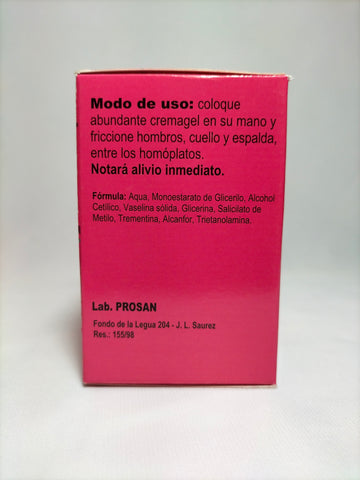 Modo de uso: coloque
abundante cremagel en su mano y
friccione hombros, cuello y espaida,
entre los homóplatos.
Notará alivio inmediato.
Fórmula: Aqua, Monoestarato de Glicerilo, Alcohol
Cetilico, Vaselina sólida, Glicerina, Salicilato de
Metilo, Trementina, Alcanfor, Trietanolamina.
Lab. PROSAN
Fondo de la Legua 204 - J. L. Saurez
Res.: 155/98